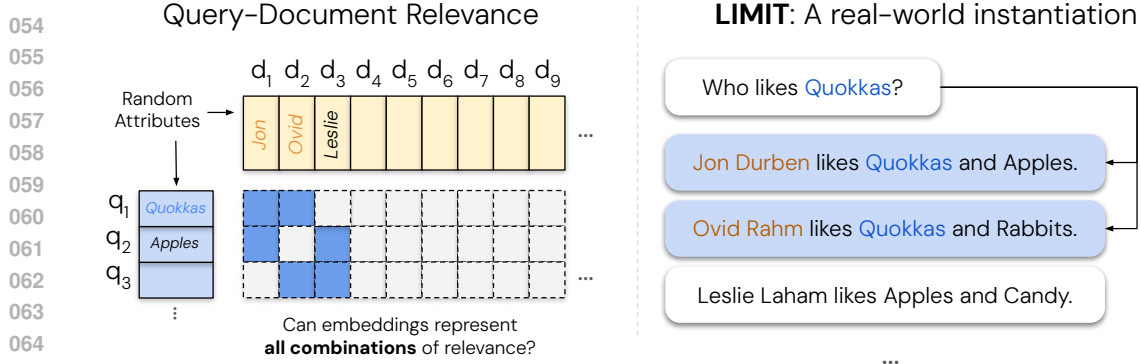 054
055
056
057
058
059
060
061
062
063
064
Query-Document Relevance
d1 d2 d3 d4 d5 d6 d7 d8 d9
Random
Attributes
Jon
Ovid
Leslie
...
q1 Quokkas
q2 Apples
q3
...
...
Can embeddings represent
all combinations of relevance?
LIMIT: A real-world instantiation
Who likes Quokkas?
Jon Durben likes Quokkas and Apples.
Ovid Rahm likes Quokkas and Rabbits.
Leslie Laham likes Apples and Candy.
...